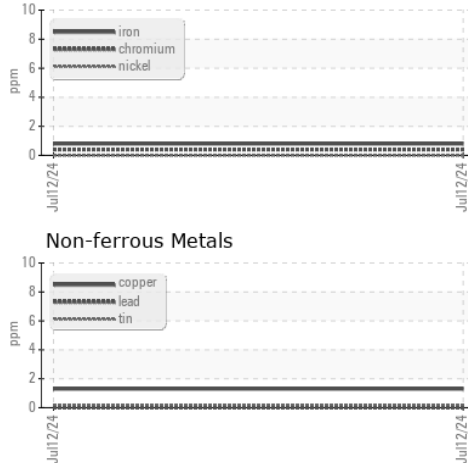 10
8
6
4
2
0
ppm
iron
chromium
nickel
Jul12/24
Jul12/24
Non-ferrous Metals
10
8
6
4
2
0
ppm
copper
lead
tin
Jul12/24
Jul12/24